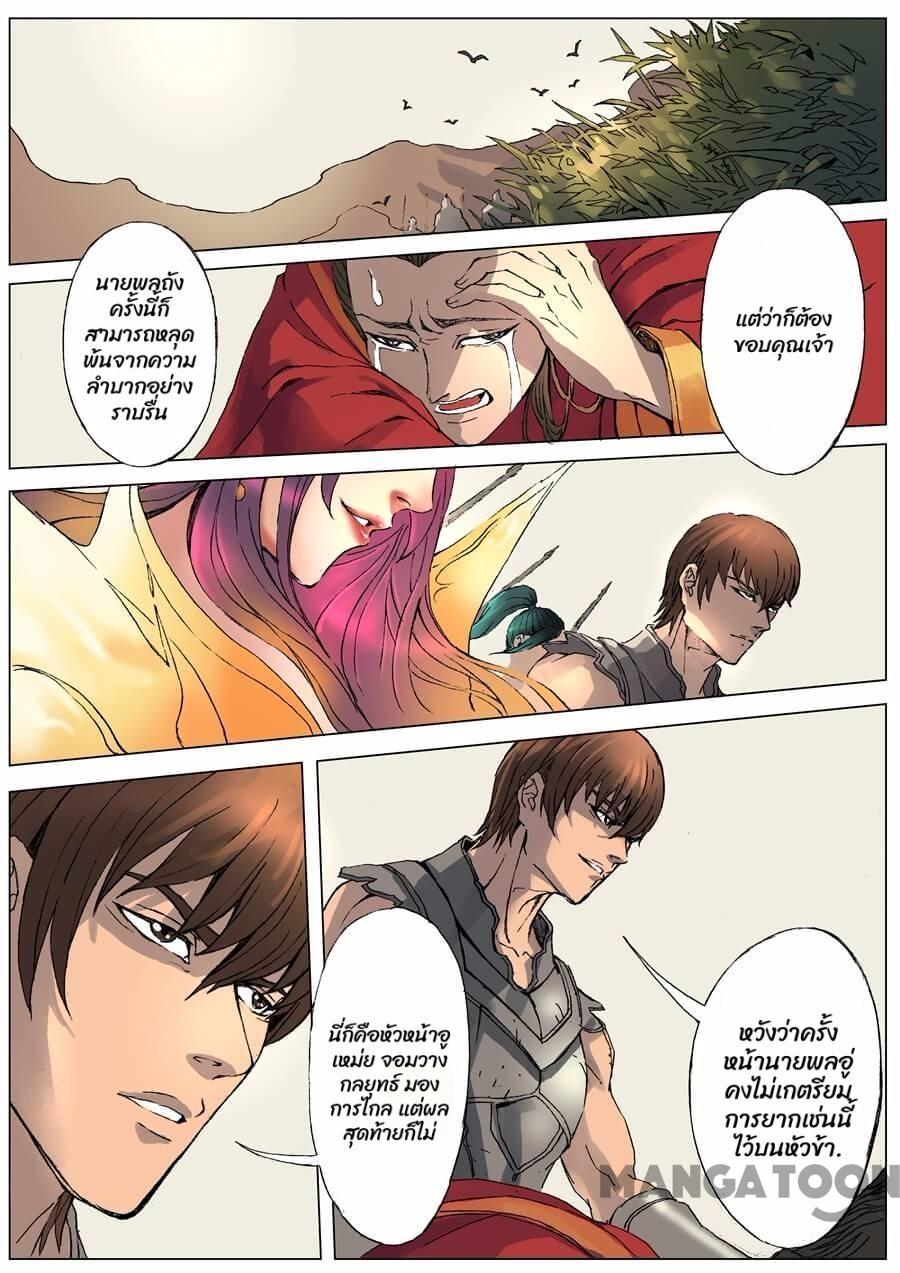 นายพลถัง
ครั้งนี้ก็
สามารถหลุด
พ้นจากความ
ลำบากอย่าง
ราบรื่น
แต่ว่าก็ต้อง
ขอบคุณเจ้า
นี่ก็คือหัวหน้าอู
เหม่ย จอมวาง
กลยุทธ์ มอง
การไกล แต่ผล
สุดท้ายก็ไม่
หวังว่าครั้ง
หน้านายพลอู่
คงไม่เกตรียม
การยากเช่นนี้
ไว้บนหัวข้า.
MANGATOON